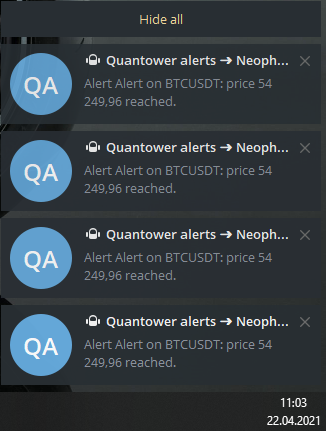 Hide all
QA
Quantower alerts ➔ Neoph...
Alert Alert on BTCUSDT: price 54
249,96 reached.
QA
Quantower alerts ➔ Neoph...
Alert Alert on BTCUSDT: price 54
249,96 reached.
QA
Quantower alerts ➔ Neoph...
Alert Alert on BTCUSDT: price 54
249,96 reached.
QA
Quantower alerts ➔ Neoph...
Alert Alert on BTCUSDT: price 54
249,96 reached.
11:03
22.04.2021